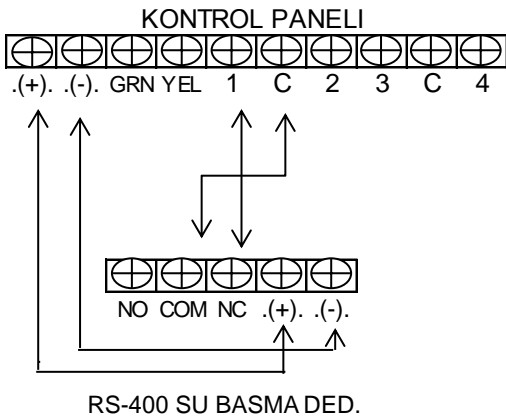 KONTROL PANELI
.(+). .(-). GRN YEL 1 C 2 3 C 4
NO COM NC .(+). .(-).
RS-400 SU BASMA DED.